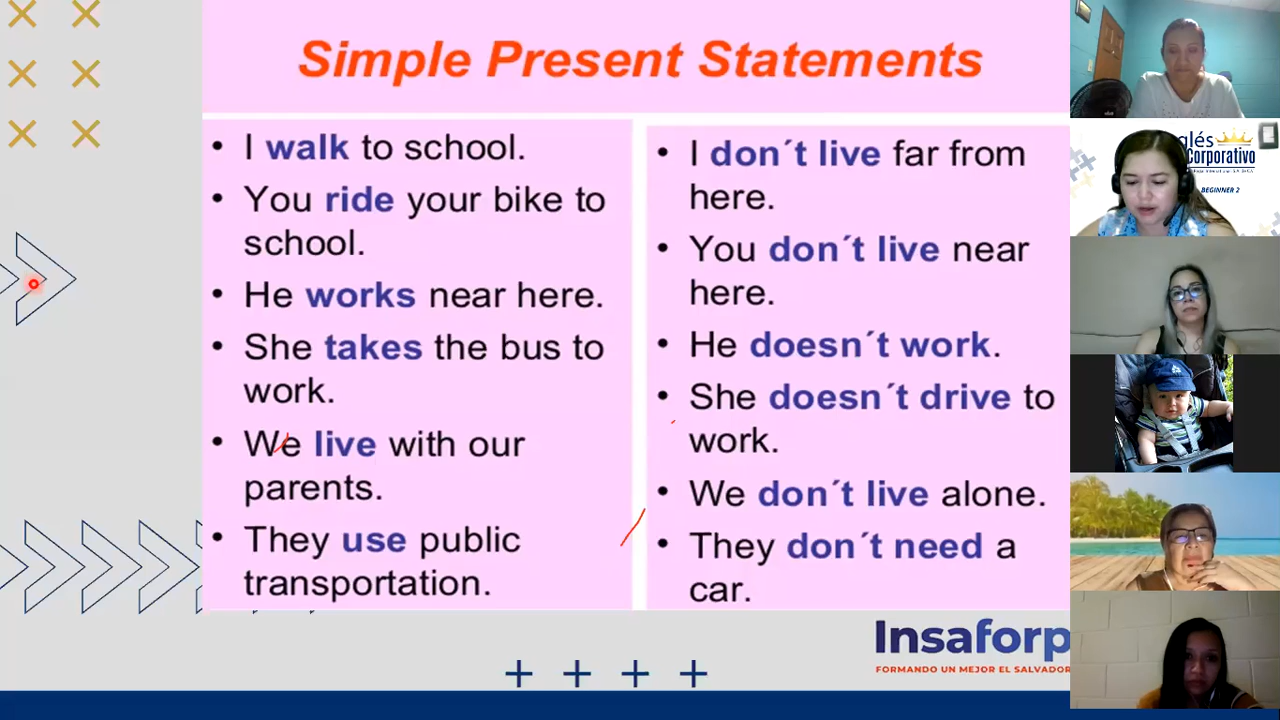 Simple Present Statements
• I walk to school.
• You ride your bike to
school.
• He works near here.
• She takes the bus to
work.
• We live with our
parents.
• They use public
transportation.
• I don´t live far from
here.
• You don´t live near
here.
• He doesn´t work.
• She doesn´t drive to
work.
• We don´t live alone.
• They don´t need a
car.
Insaforp
FORMANDO UN MEJOR EL SALVADOR
glés
Corporativo
BEGINNER 2